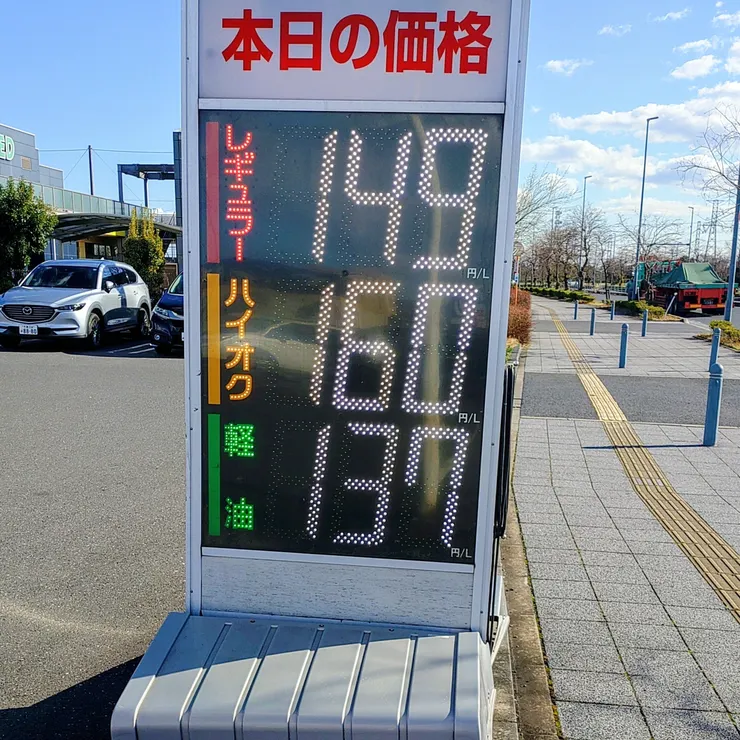 本日の価格
レギュラー 149 円/L
ハイオク 160 円/L
軽油 137 円/L
ED